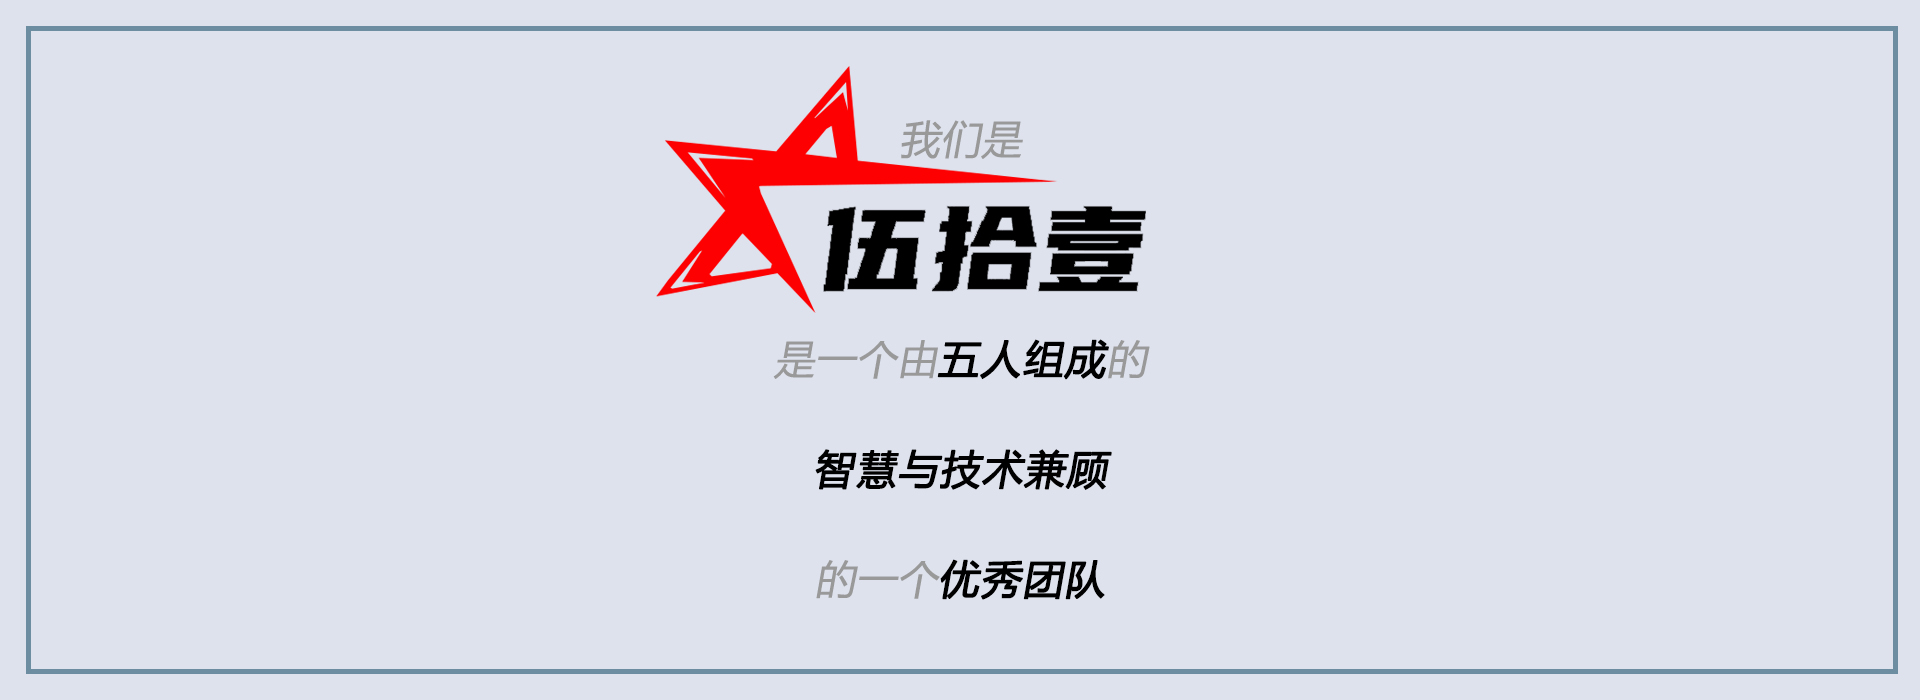 我们是
伍拾壹
是一个由五人组成的
智慧与技术兼顾
的一个优秀团队